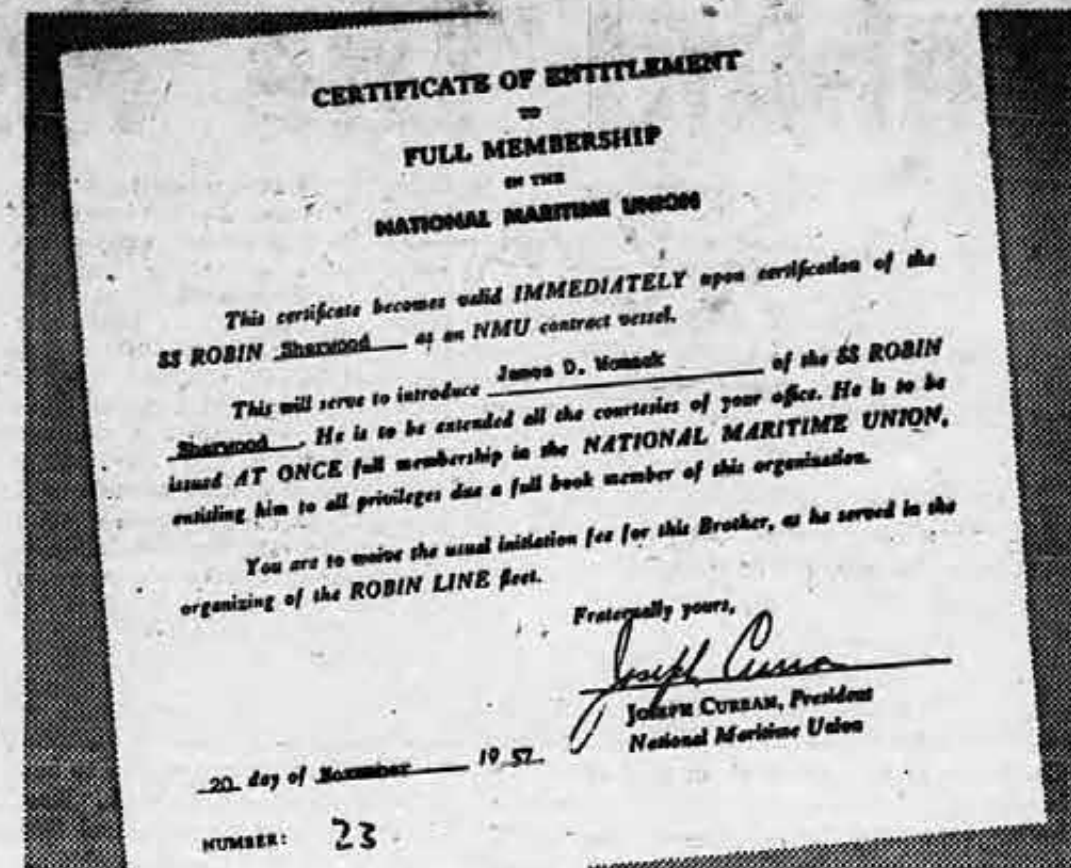 CERTIFICATE OF ENTITLEMENT
TO
FULL MEMBERSHIP
IN THE
NATIONAL MARITIME UNION
This certificate becomes valid IMMEDIATELY upon certification of the
SS ROBIN Sherwood as an NMU contract vessel.
This will serve to introduce James D. Womack of the SS ROBIN
Sherwood. He is to be extended all the courtesies of your office. He is to be
issued AT ONCE full membership in the NATIONAL MARITIME UNION,
entitling him to all privileges due a full book member of this organization.
You are to waive the usual initiation fee for this Brother, as he served in the
organizing of the ROBIN LINE fleet.
Fraternally yours,
Joseph Curran
JOSEPH CURRAN, President
National Maritime Union
20 day of November 1957
NUMBER: 23